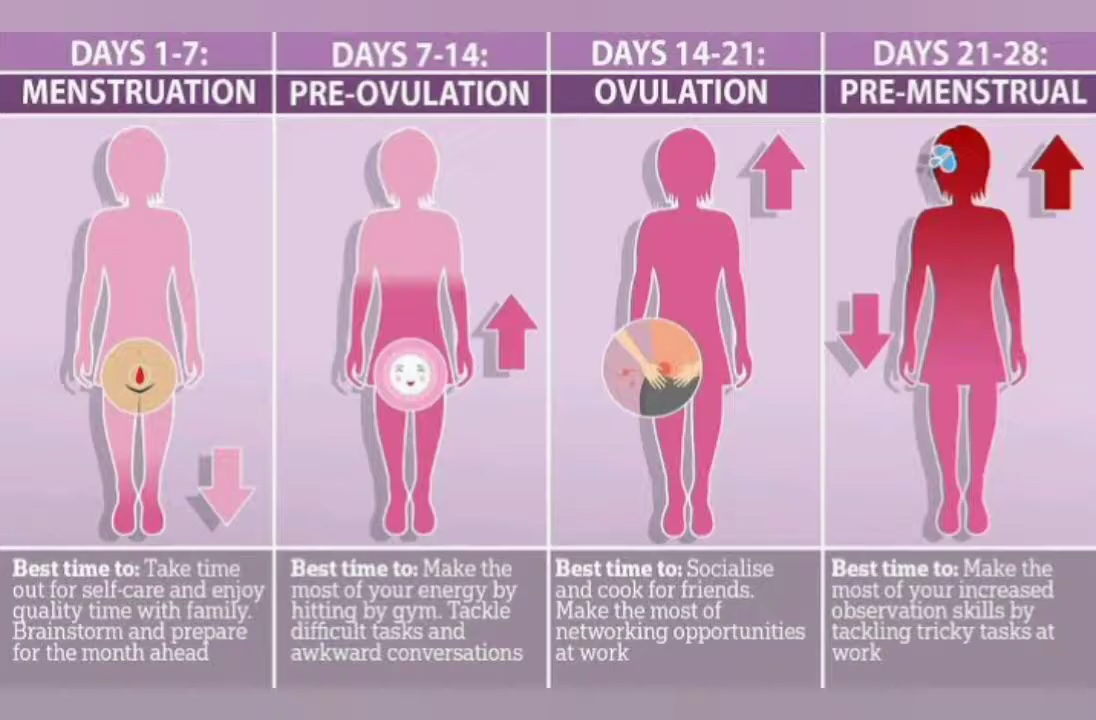 DAYS 1-7:
MENSTRUATION
Best time to: Take time
out for self-care and enjoy
quality time with family.
Brainstorm and prepare
for the month ahead
DAYS 7-14:
PRE-OVULATION
Best time to: Make the
most of your energy by
hitting by gym. Tackle
difficult tasks and
awkward conversations
DAYS 14-21:
OVULATION
Best time to: Socialise
and cook for friends.
Make the most of
networking opportunities
at work
DAYS 21-28:
PRE-MENSTRUAL
Best time to: Make the
most of your increased
observation skills by
tackling tricky tasks at
work